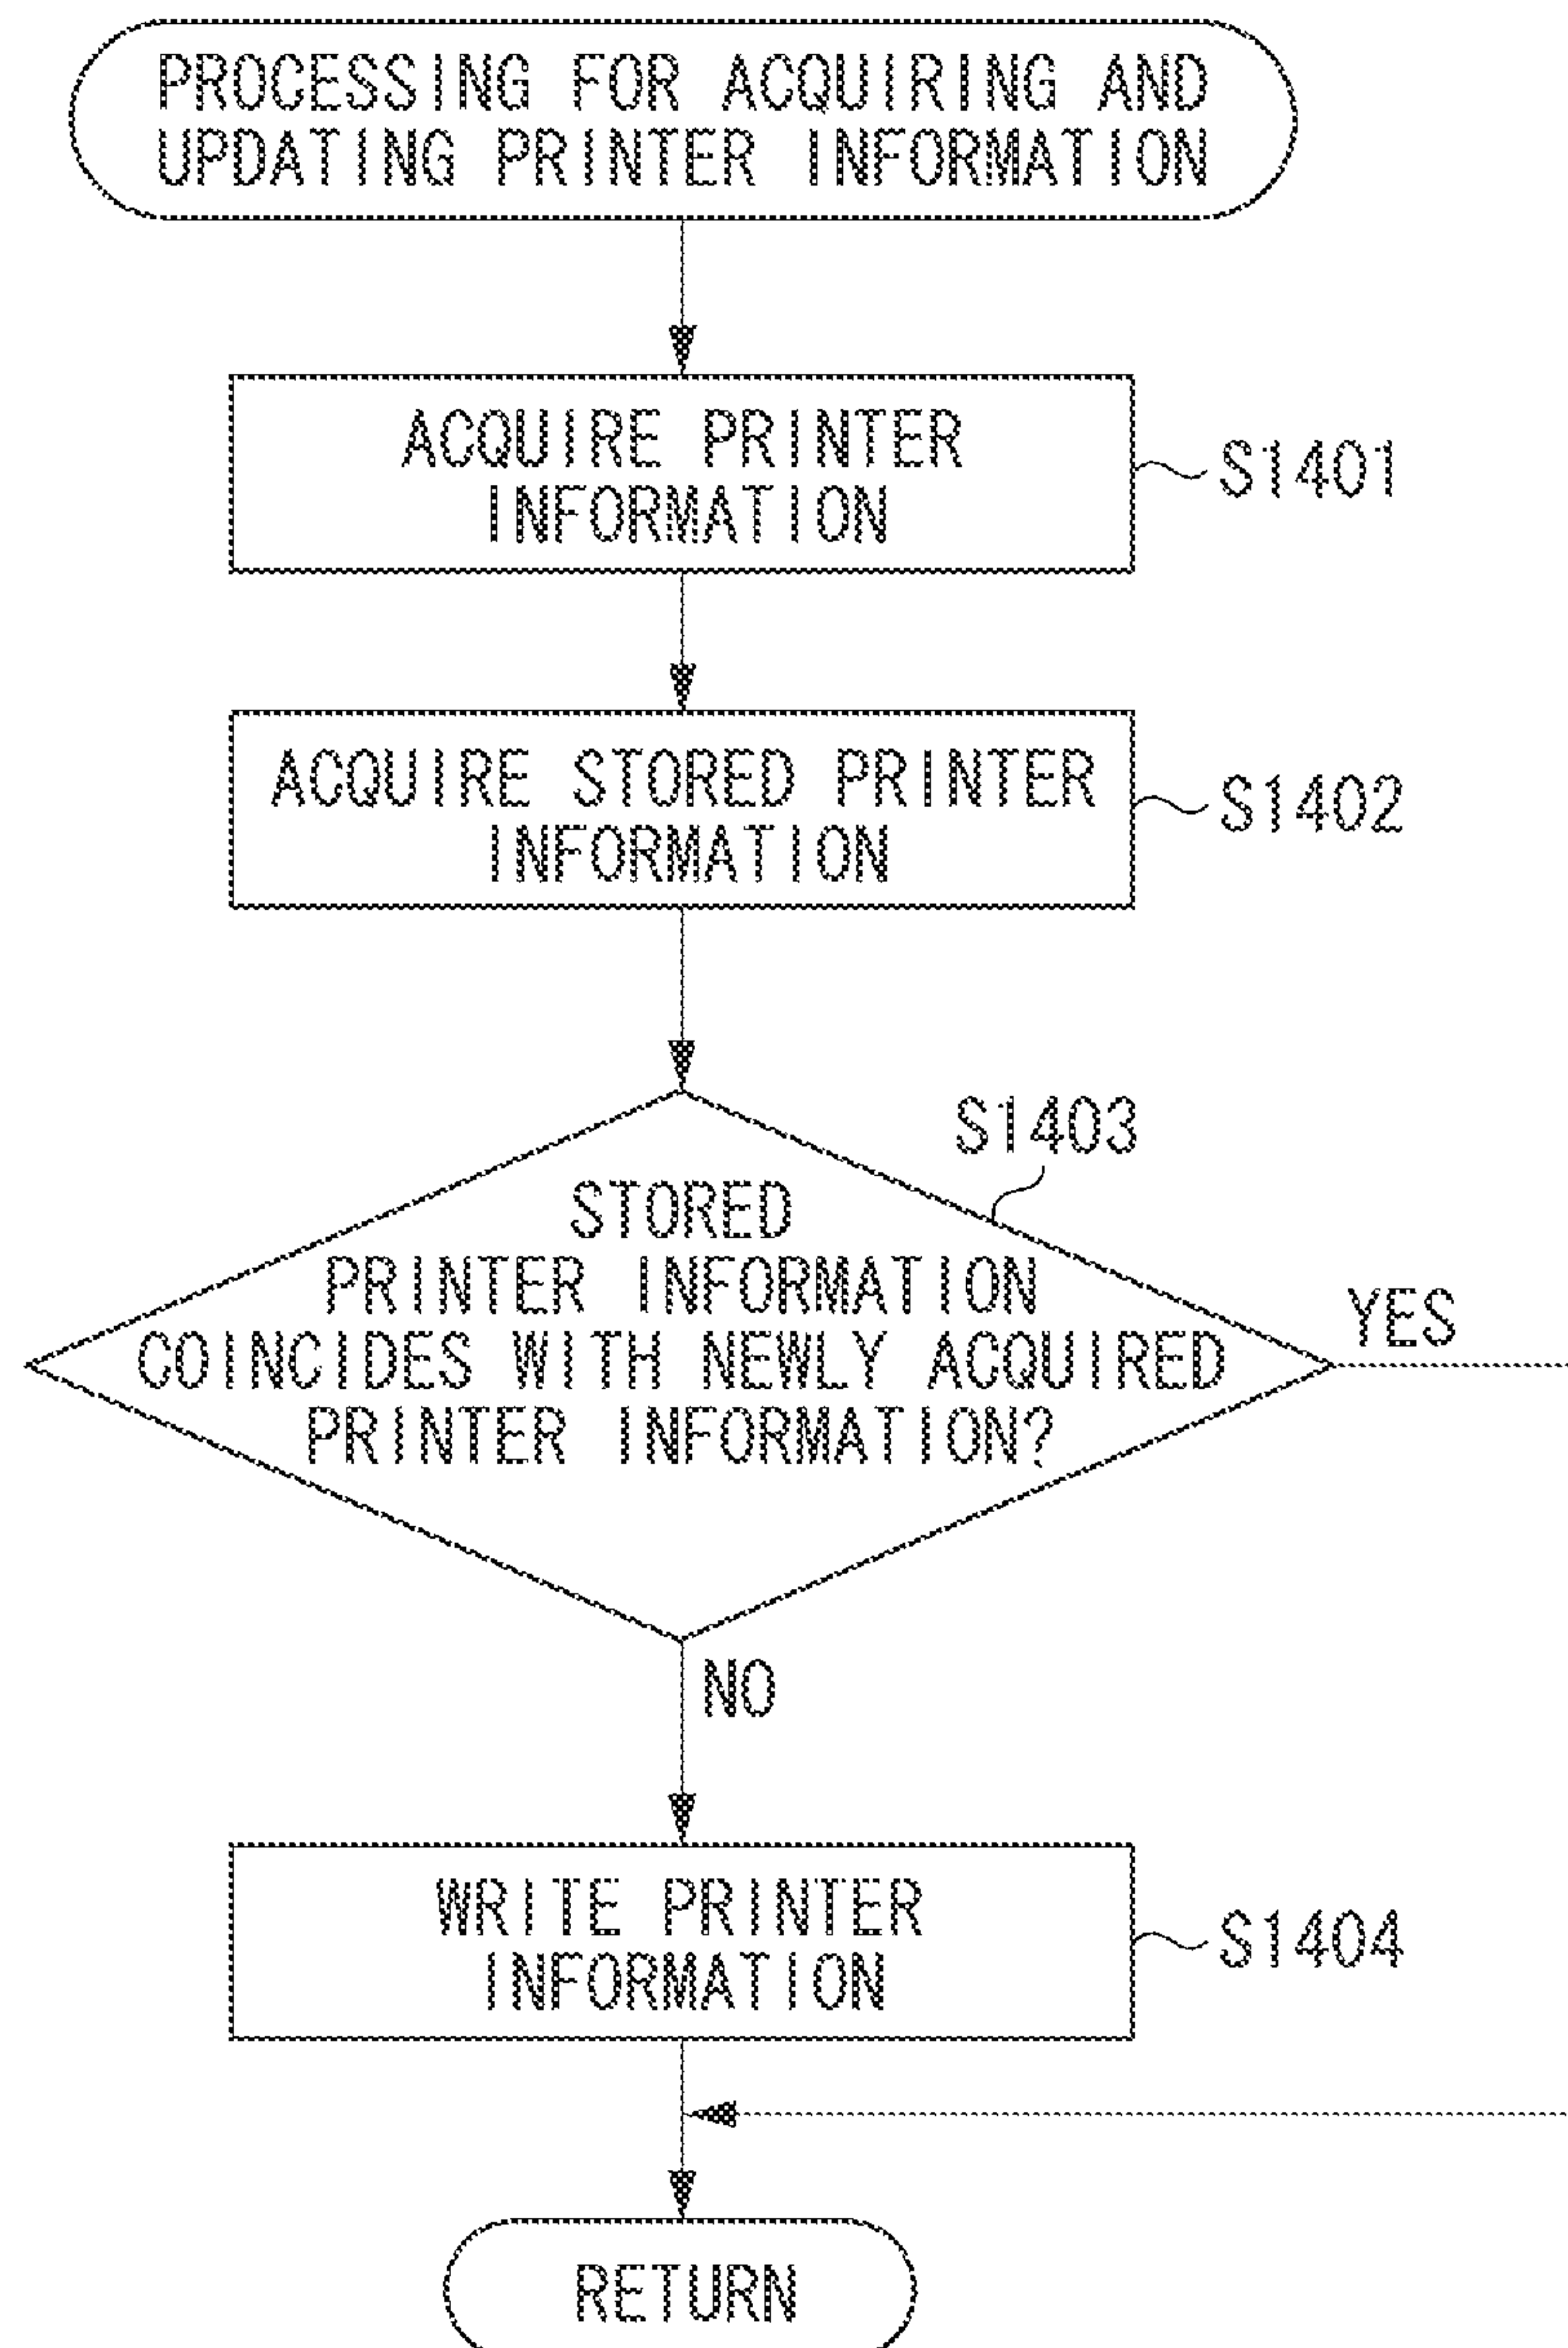 PROCESSING FOR ACQUIRING AND
UPDATING PRINTER INFORMATION
ACQUIRE PRINTER
INFORMATION
S1401
ACQUIRE STORED PRINTER
INFORMATION
S1402
S1403
STORED
PRINTER INFORMATION
COINCIDES WITH NEWLY ACQUIRED
PRINTER INFORMATION?
YES
NO
WRITE PRINTER
INFORMATION
S1404
RETURN